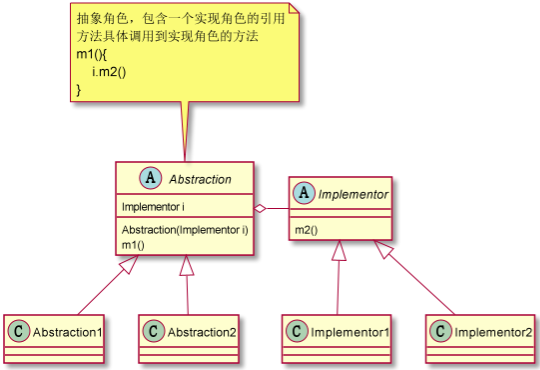 抽象角色，包含一个实现角色的引用
方法具体调用到实现角色的方法
m1(){
i.m2()
}
A Abstraction
Implementor i
Abstraction(Implementor i)
m1()
A Implementor
m2()
C Abstraction1
C Abstraction2
C Implementor1
C Implementor2